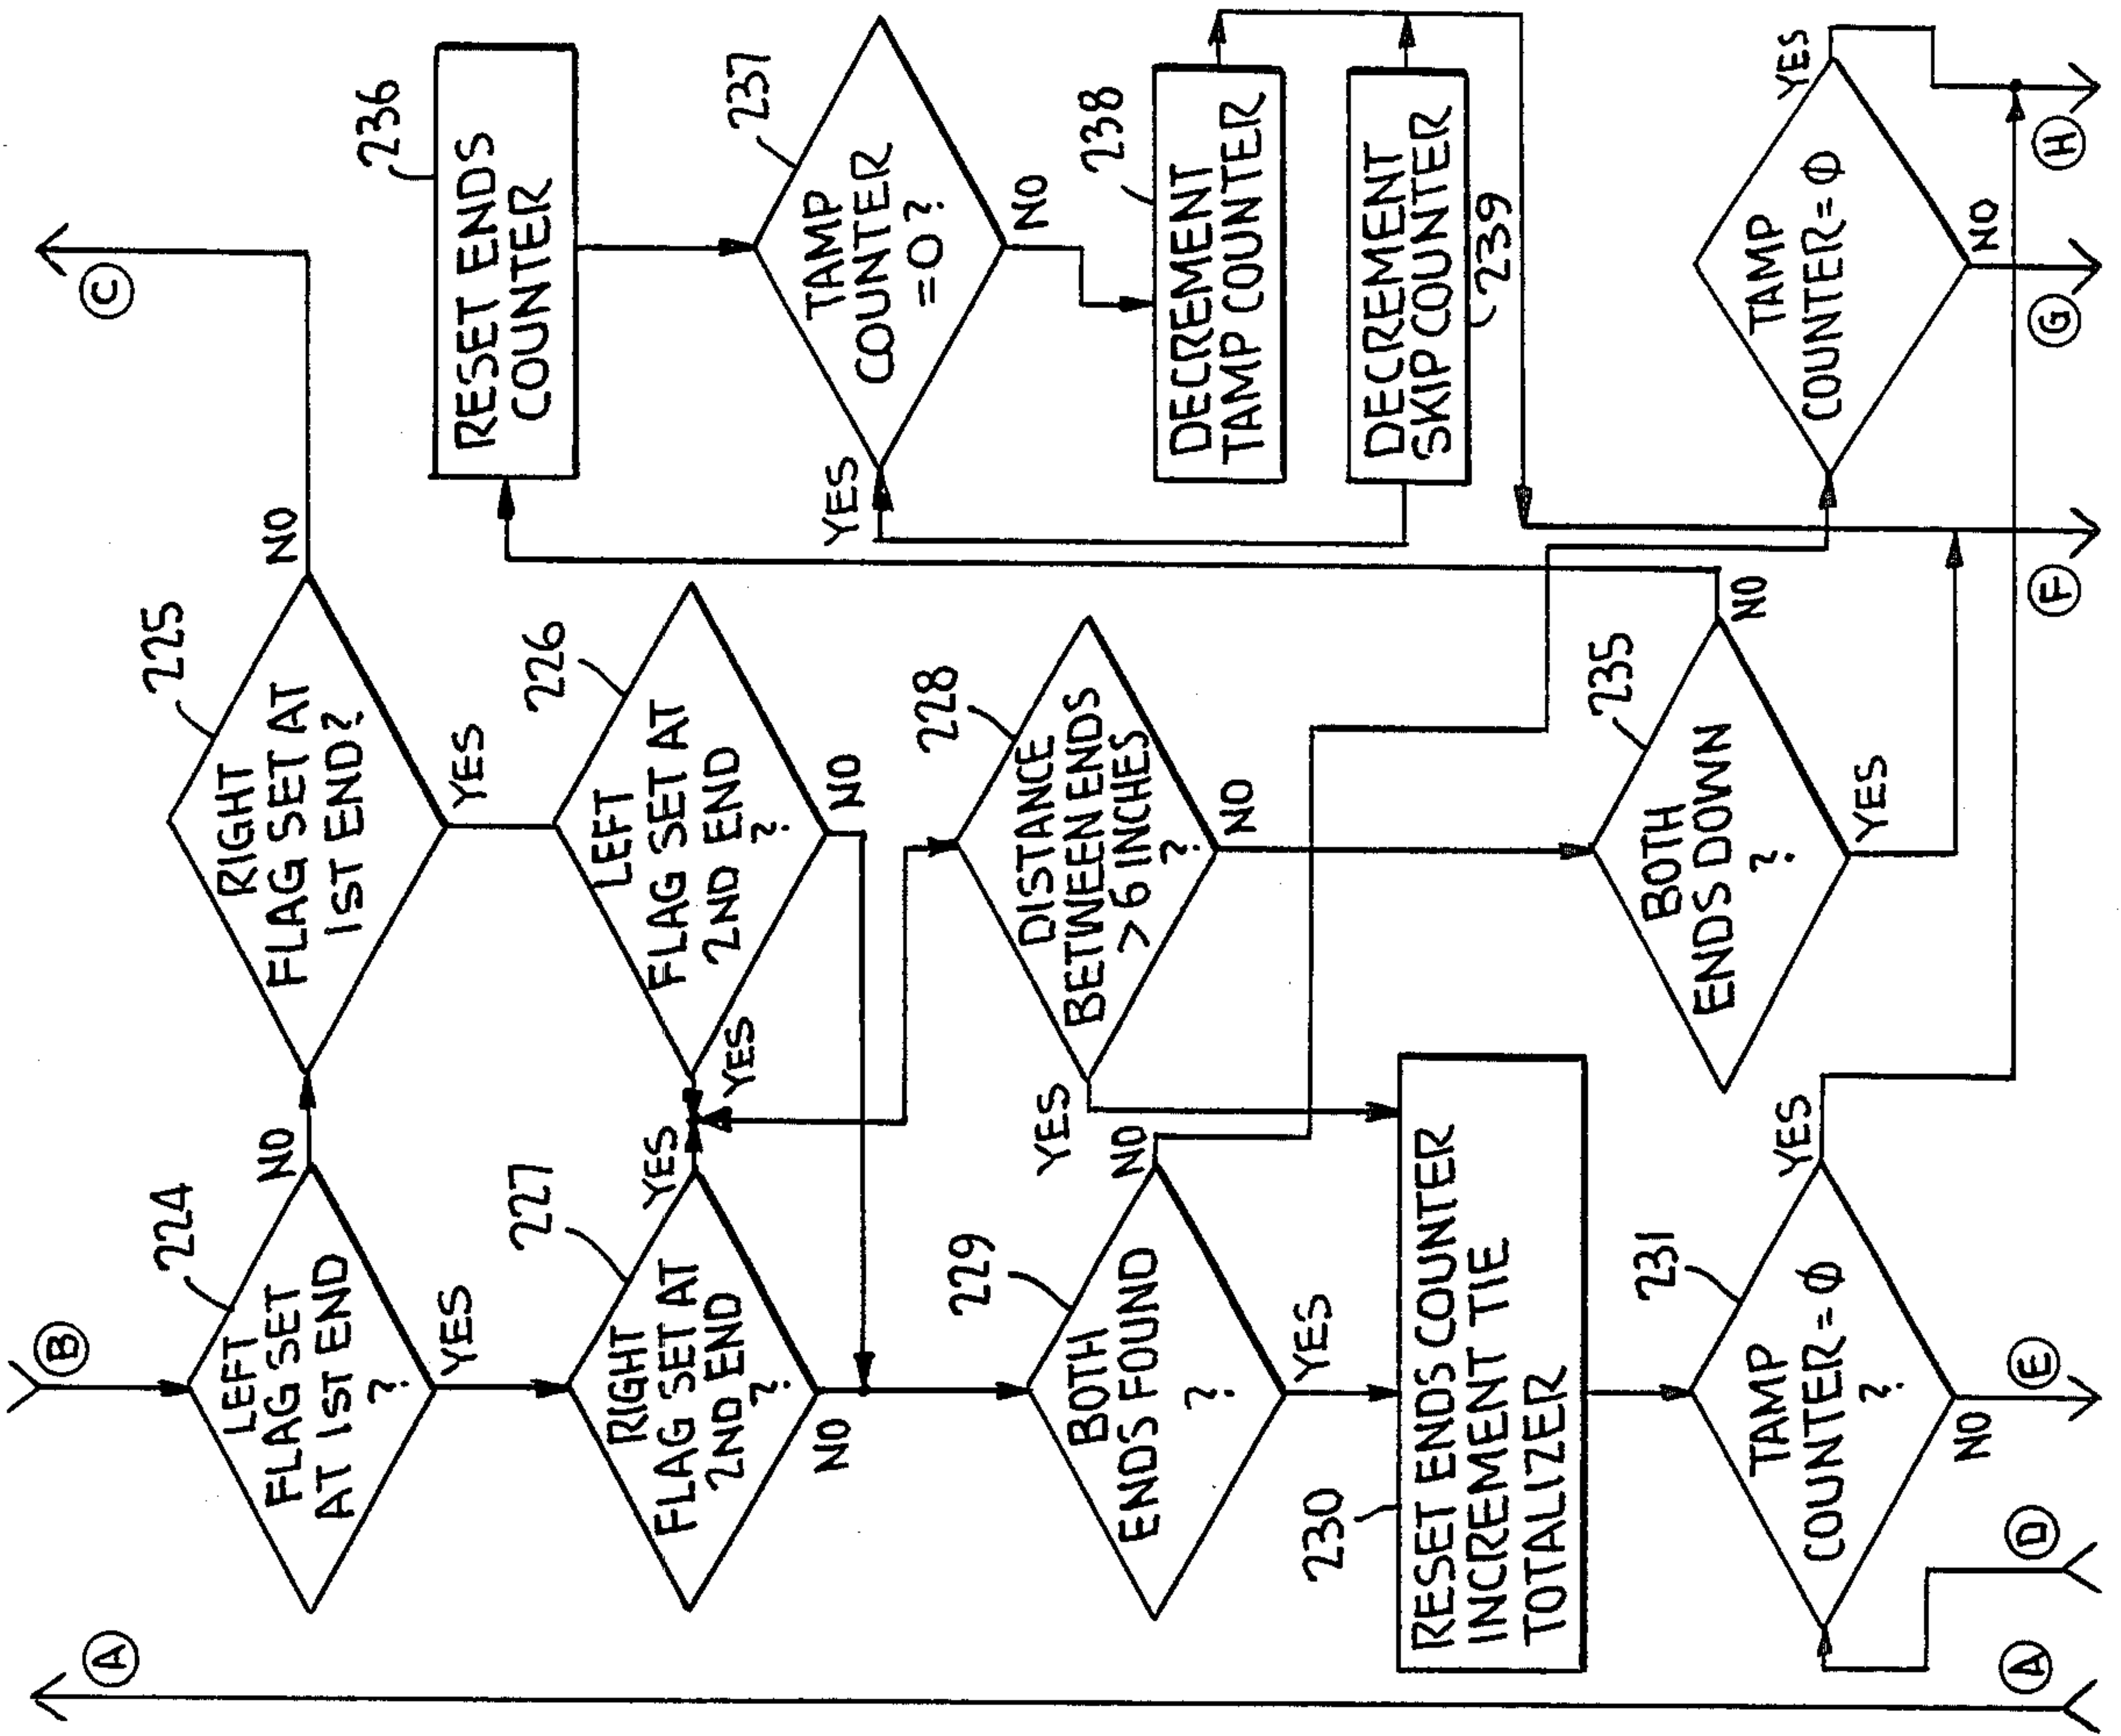 A
B
C
224
LEFT
FLAG SET
AT 1ST END
?
NO
YES
225
RIGHT
FLAG SET AT
1ST END?
NO
YES
227
RIGHT
FLAG SET AT
2ND END
?
YES
NO
226
LEFT
FLAG SET AT
2ND END
?
YES
NO
229
BOTH
ENDS FOUND
?
NO
YES
228
DISTANCE
BETWEEN ENDS
> 6 INCHES
?
YES
NO
230
RESET ENDS COUNTER
INCREMENT TIE
TOTALIZER
231
TAMP
COUNTER = Φ
?
YES
NO
235
BOTH
ENDS DOWN
?
NO
YES
236
RESET ENDS
COUNTER
237
TAMP
COUNTER
= 0?
YES
NO
238
DECREMENT
TAMP COUNTER
DECREMENT
SKIP COUNTER
239
TAMP
COUNTER = Φ
YES
NO
A
D
E
F
G
H